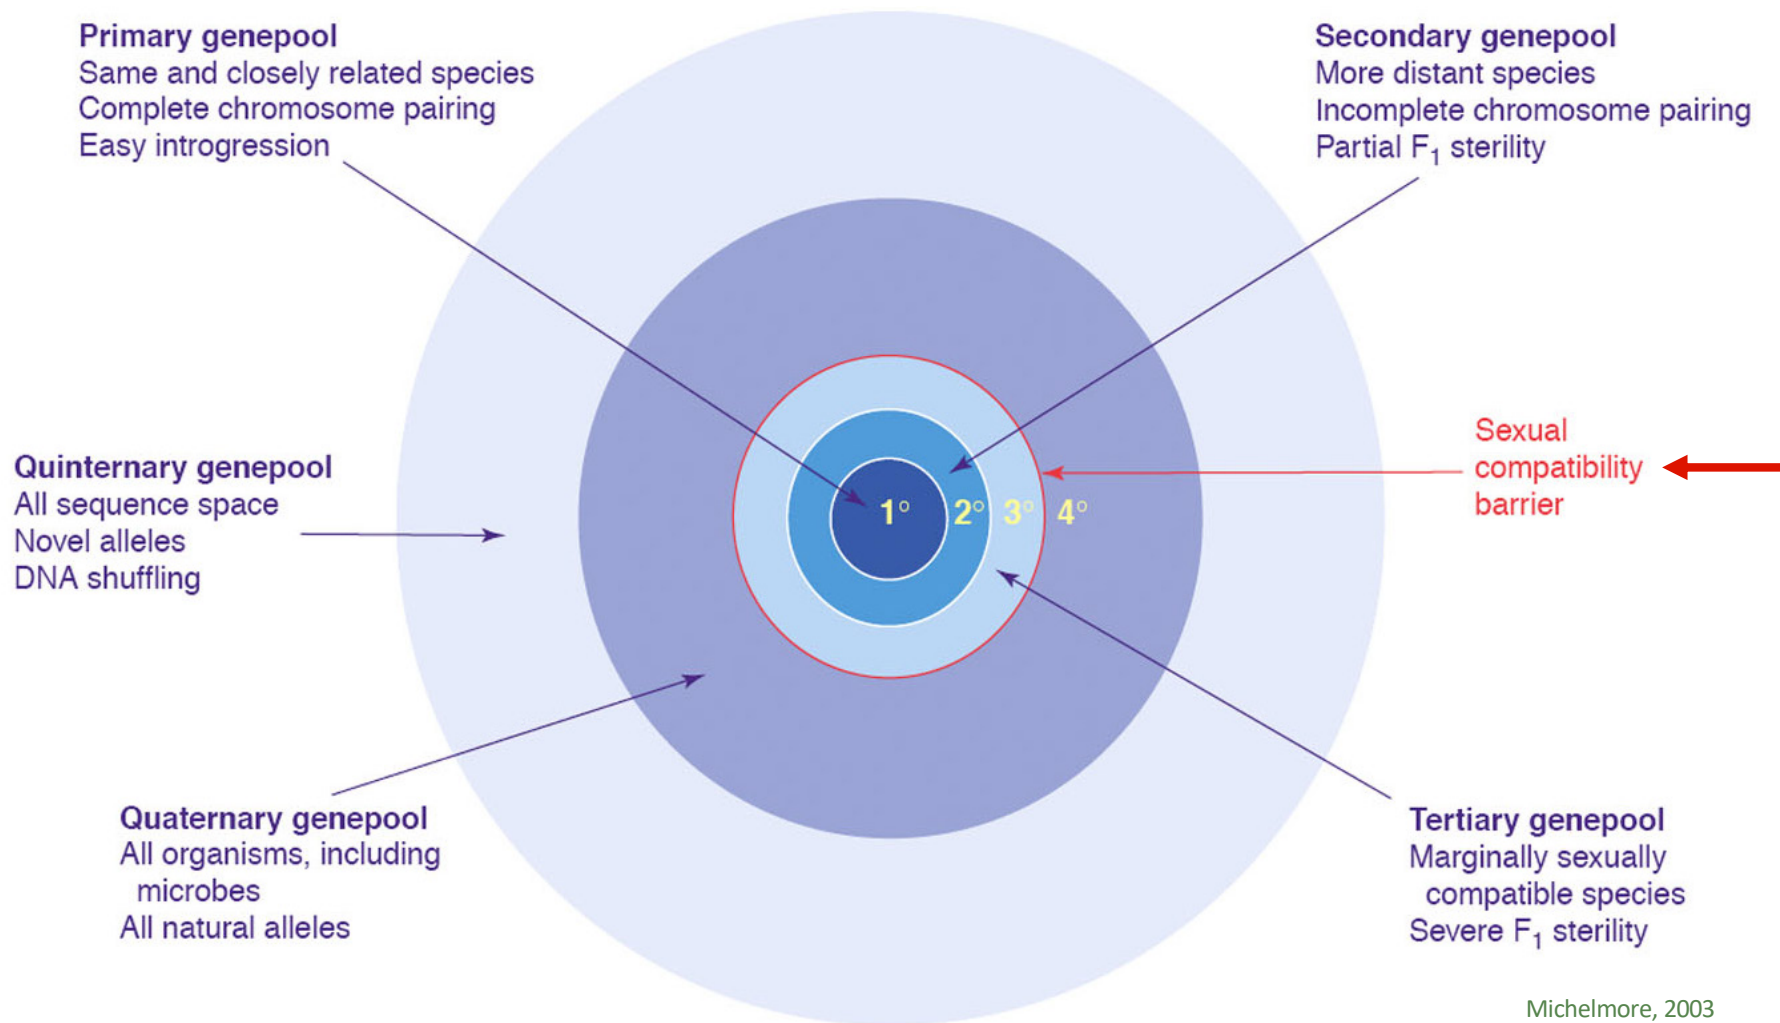 Primary genepool
Same and closely related species
Complete chromosome pairing
Easy introgression
Secondary genepool
More distant species
Incomplete chromosome pairing
Partial F₁ sterility
Sexual
compatibility
barrier
Quinternary genepool
All sequence space
Novel alleles
DNA shuffling
1° 2° 3° 4°
Quaternary genepool
All organisms, including
microbes
All natural alleles
Tertiary genepool
Marginally sexually
compatible species
Severe F₁ sterility
Michelmore, 2003